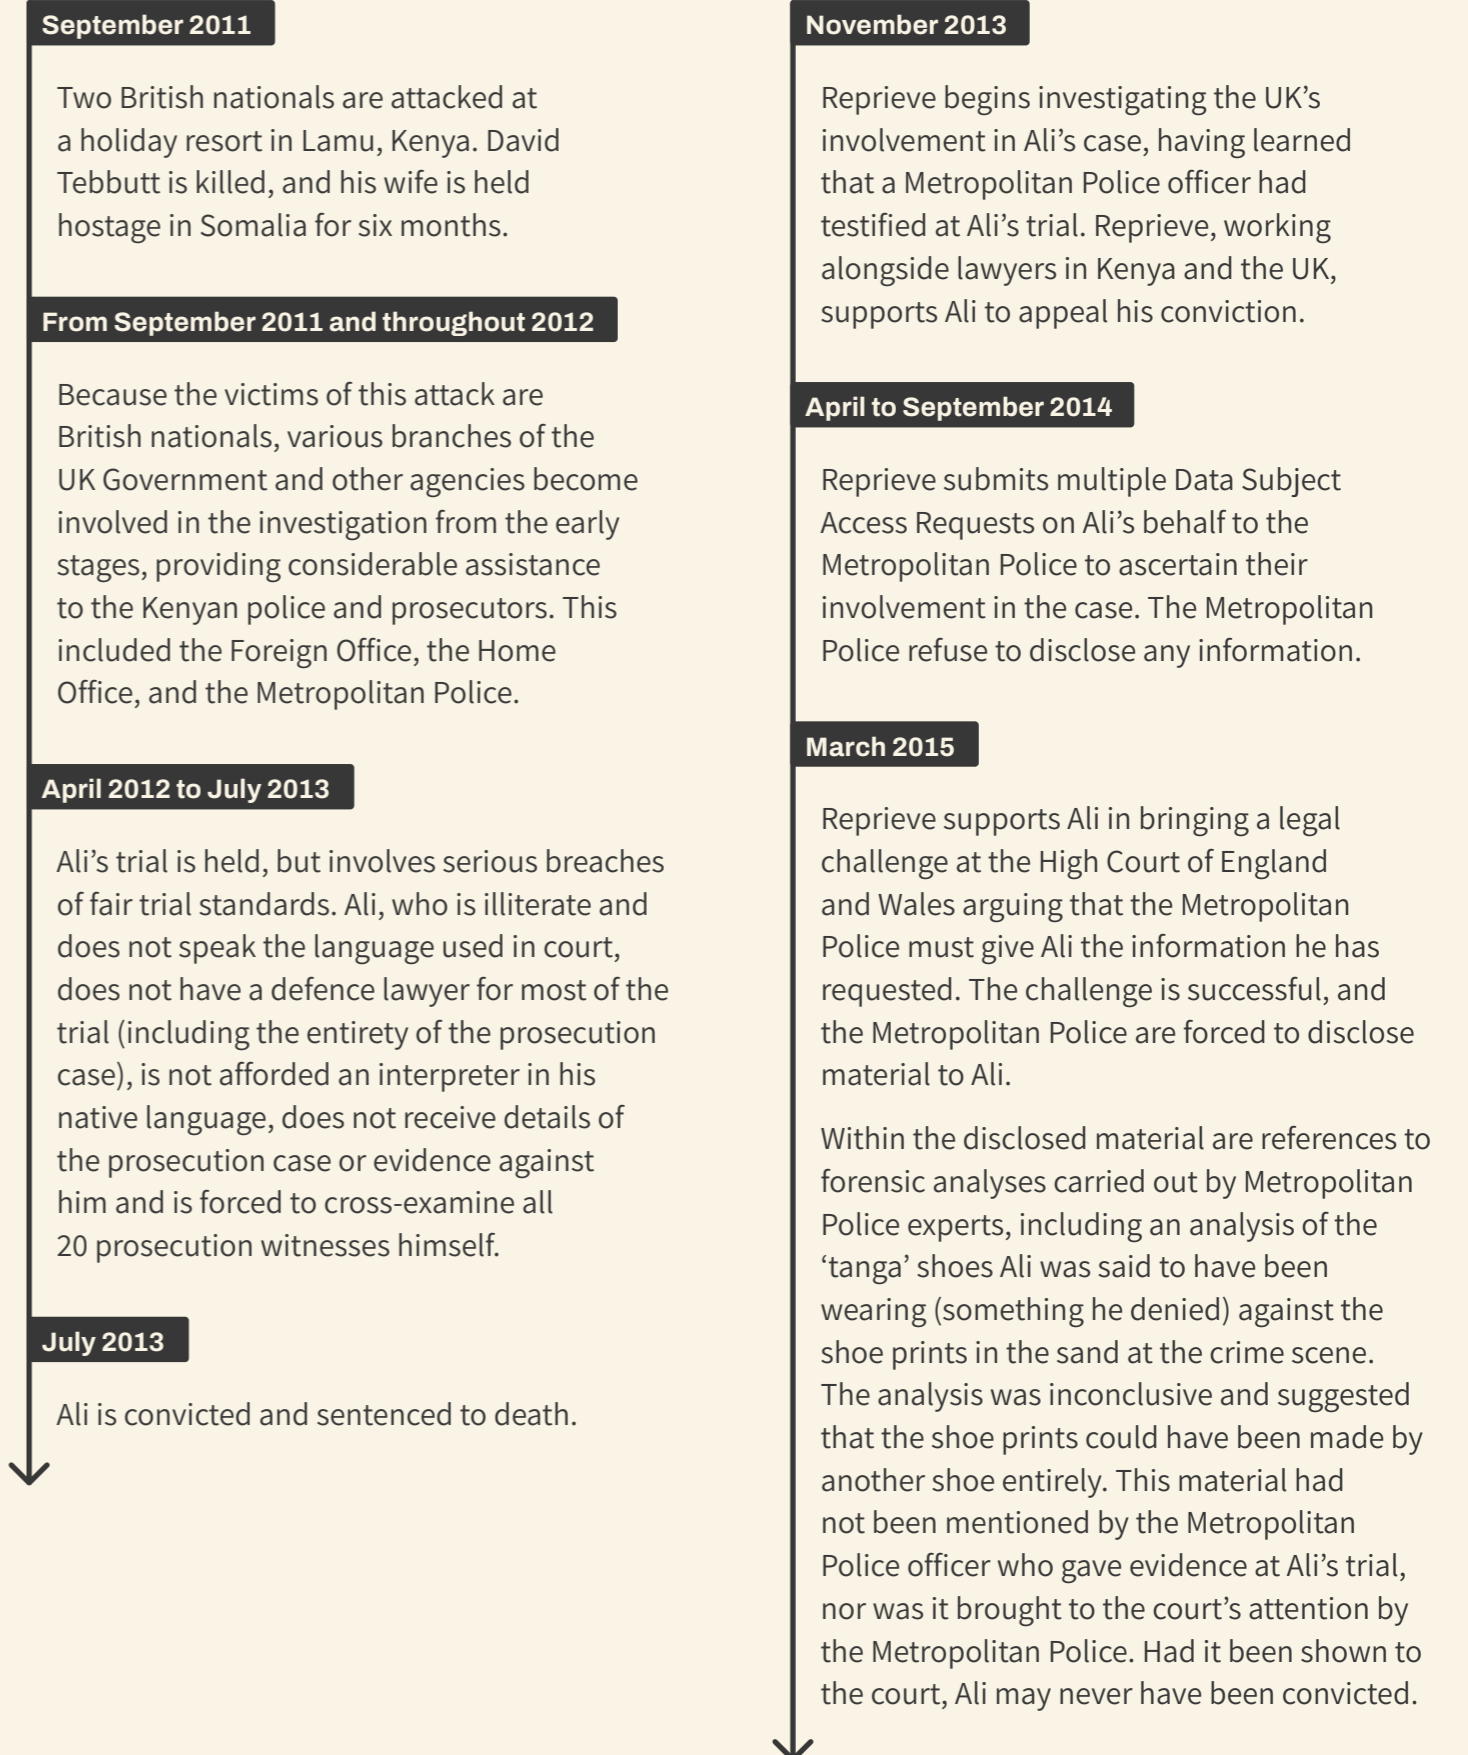 September 2011
Two British nationals are attacked at
a holiday resort in Lamu, Kenya. David
Tebbutt is killed, and his wife is held
hostage in Somalia for six months.
From September 2011 and throughout 2012
Because the victims of this attack are
British nationals, various branches of the
UK Government and other agencies become
involved in the investigation from the early
stages, providing considerable assistance
to the Kenyan police and prosecutors. This
included the Foreign Office, the Home
Office, and the Metropolitan Police.
April 2012 to July 2013
Ali’s trial is held, but involves serious breaches
of fair trial standards. Ali, who is illiterate and
does not speak the language used in court,
does not have a defence lawyer for most of the
trial (including the entirety of the prosecution
case), is not afforded an interpreter in his
native language, does not receive details of
the prosecution case or evidence against
him and is forced to cross-examine all
20 prosecution witnesses himself.
July 2013
Ali is convicted and sentenced to death.
November 2013
Reprieve begins investigating the UK’s
involvement in Ali’s case, having learned
that a Metropolitan Police officer had
testified at Ali’s trial. Reprieve, working
alongside lawyers in Kenya and the UK,
supports Ali to appeal his conviction.
April to September 2014
Reprieve submits multiple Data Subject
Access Requests on Ali’s behalf to the
Metropolitan Police to ascertain their
involvement in the case. The Metropolitan
Police refuse to disclose any information.
March 2015
Reprieve supports Ali in bringing a legal
challenge at the High Court of England
and Wales arguing that the Metropolitan
Police must give Ali the information he has
requested. The challenge is successful, and
the Metropolitan Police are forced to disclose
material to Ali.
Within the disclosed material are references to
forensic analyses carried out by Metropolitan
Police experts, including an analysis of the
‘tanga’ shoes Ali was said to have been
wearing (something he denied) against the
shoe prints in the sand at the crime scene.
The analysis was inconclusive and suggested
that the shoe prints could have been made by
another shoe entirely. This material had
not been mentioned by the Metropolitan
Police officer who gave evidence at Ali’s trial,
nor was it brought to the court’s attention by
the Metropolitan Police. Had it been shown to
the court, Ali may never have been convicted.